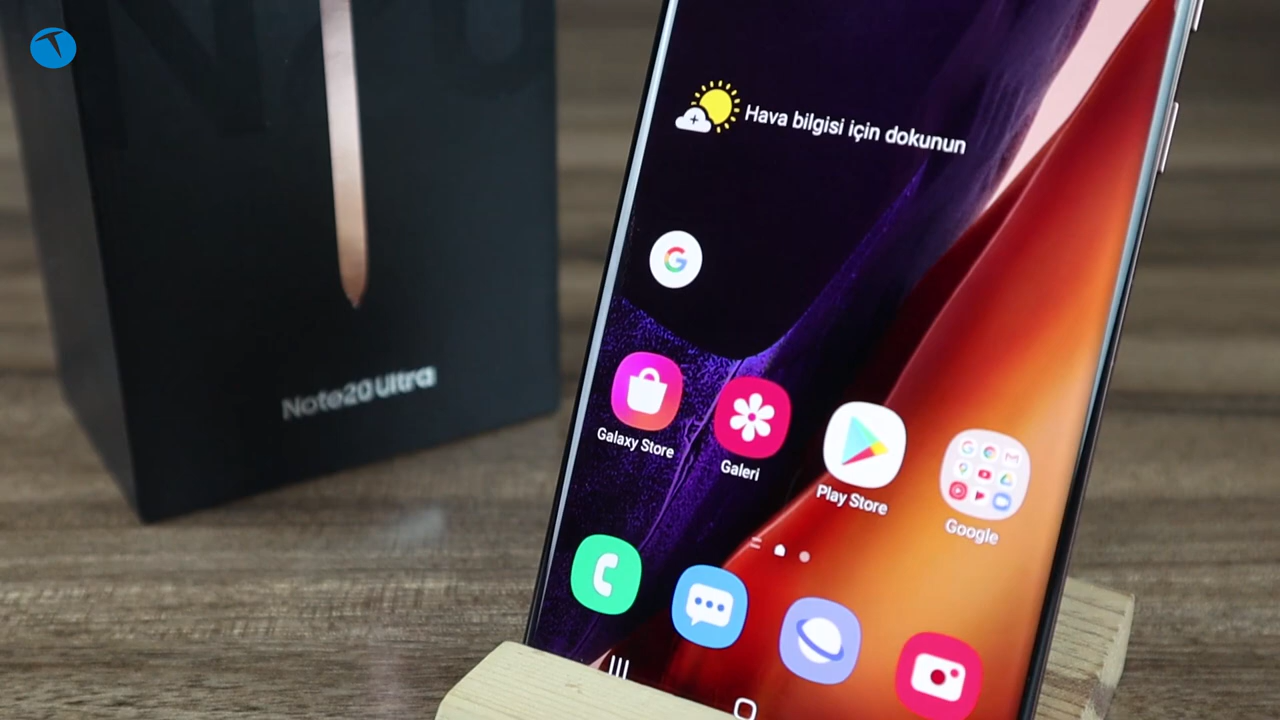 Hava bilgisi için dokunun
Galaxy Store
Galeri
Play Store
Google
Note20 Ultra